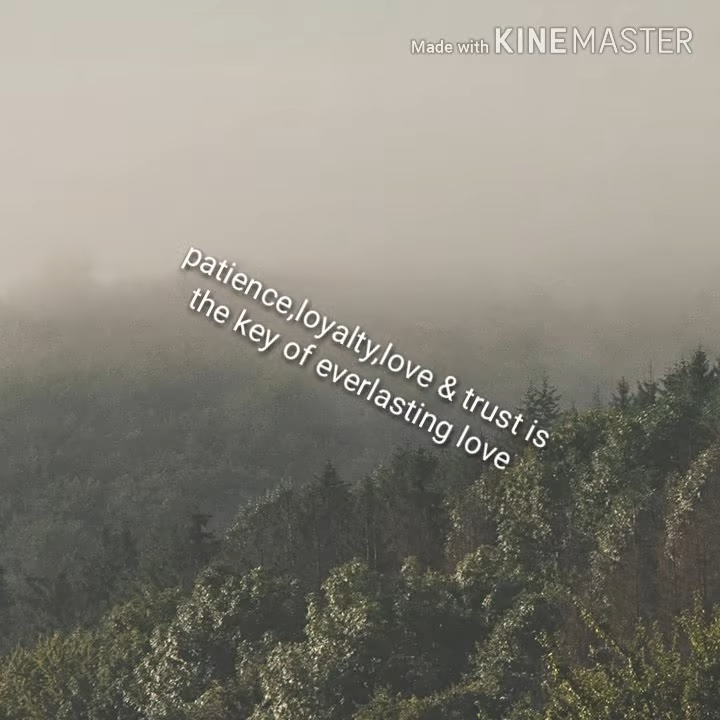 Made with KINEMASTER
patience,loyalty,love & trust is
the key of everlasting love